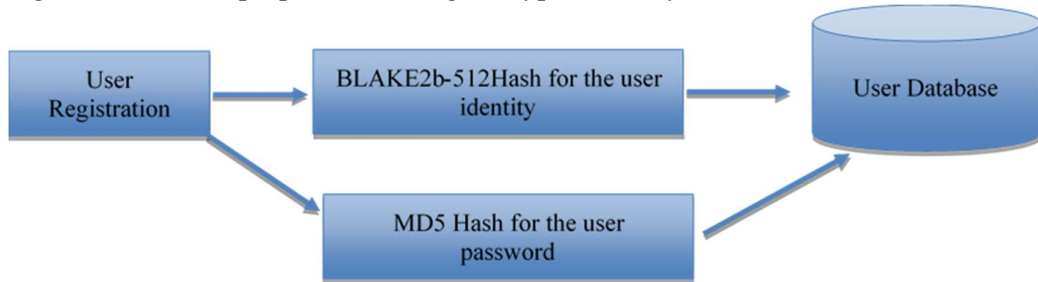 User
Registration
BLAKE2b-512Hash for the user
identity
User Database
MD5 Hash for the user
password